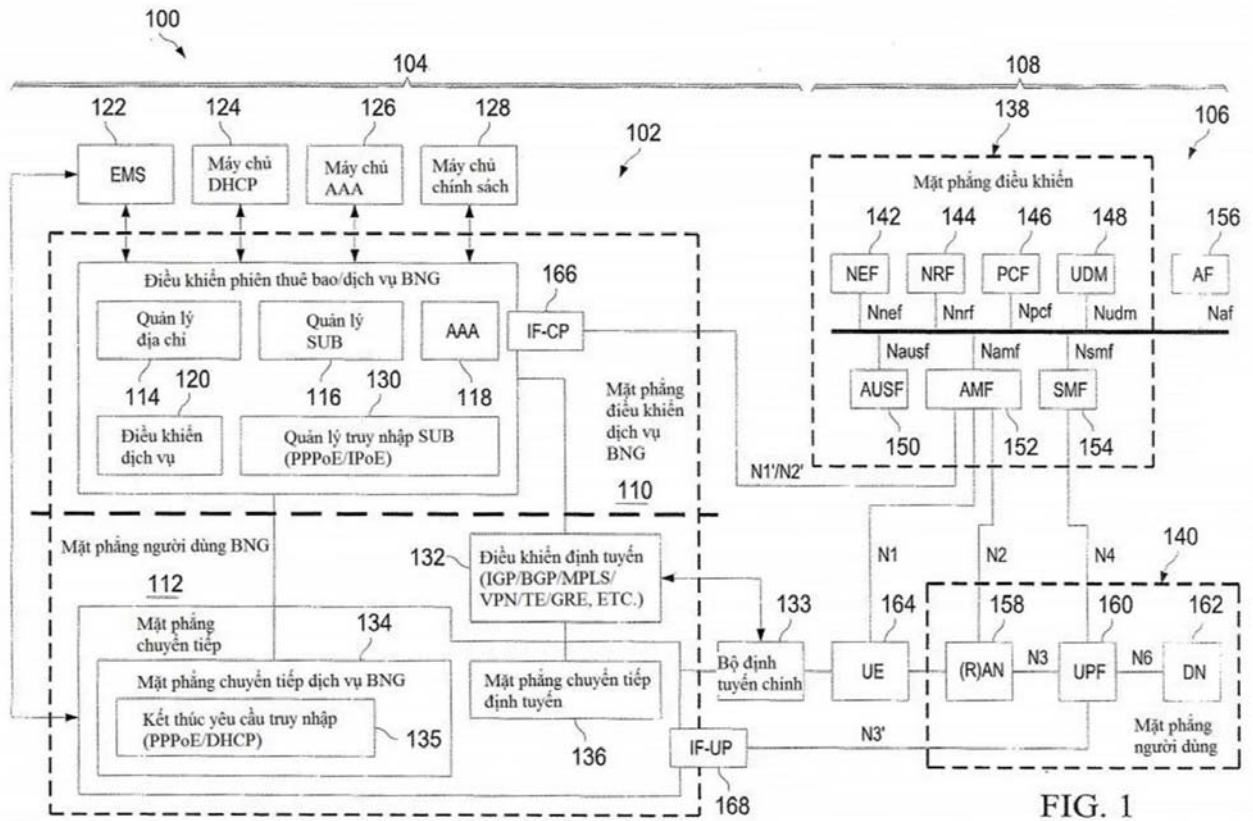 100
104
108
122
124
126
128
102
138
106
EMS
Máy chủ
DHCP
Máy chủ
AAA
Máy chủ
chính sách
Mặt phẳng điều khiển
142
144
146
148
156
NEF
NRF
PCF
UDM
AF
Nnef
Nnrf
Npcf
Nudm
Naf
Nausf
Namf
Nsmf
AUSF
AMF
SMF
150
152
154
Điều khiển phiên thuê bao/dịch vụ BNG
166
Quản lý
địa chỉ
Quản lý
SUB
AAA
IF-CP
114
120
116
130
118
Điều khiển
dịch vụ
Quản lý truy nhập SUB
(PPPoE/IPoE)
Mặt phẳng
điều khiển
dịch vụ
BNG
110
N1'/N2'
Mặt phẳng người dùng BNG
112
132
Điều khiển định tuyến
(IGP/BGP/MPLS/
VPN/TE/GRE, ETC.)
N1
N2
N4
140
Mặt phẳng
chuyển tiếp
134
133
164
158
160
162
Mặt phẳng chuyển tiếp dịch vụ BNG
Kết thúc yêu cầu truy nhập
(PPPoE/DHCP)
135
Mặt phẳng chuyển tiếp
định tuyến
136
Bộ định
tuyến chính
UE
(R)AN
N3
UPF
N6
DN
IF-UP
168
N3'
Mặt phẳng
người dùng
FIG. 1